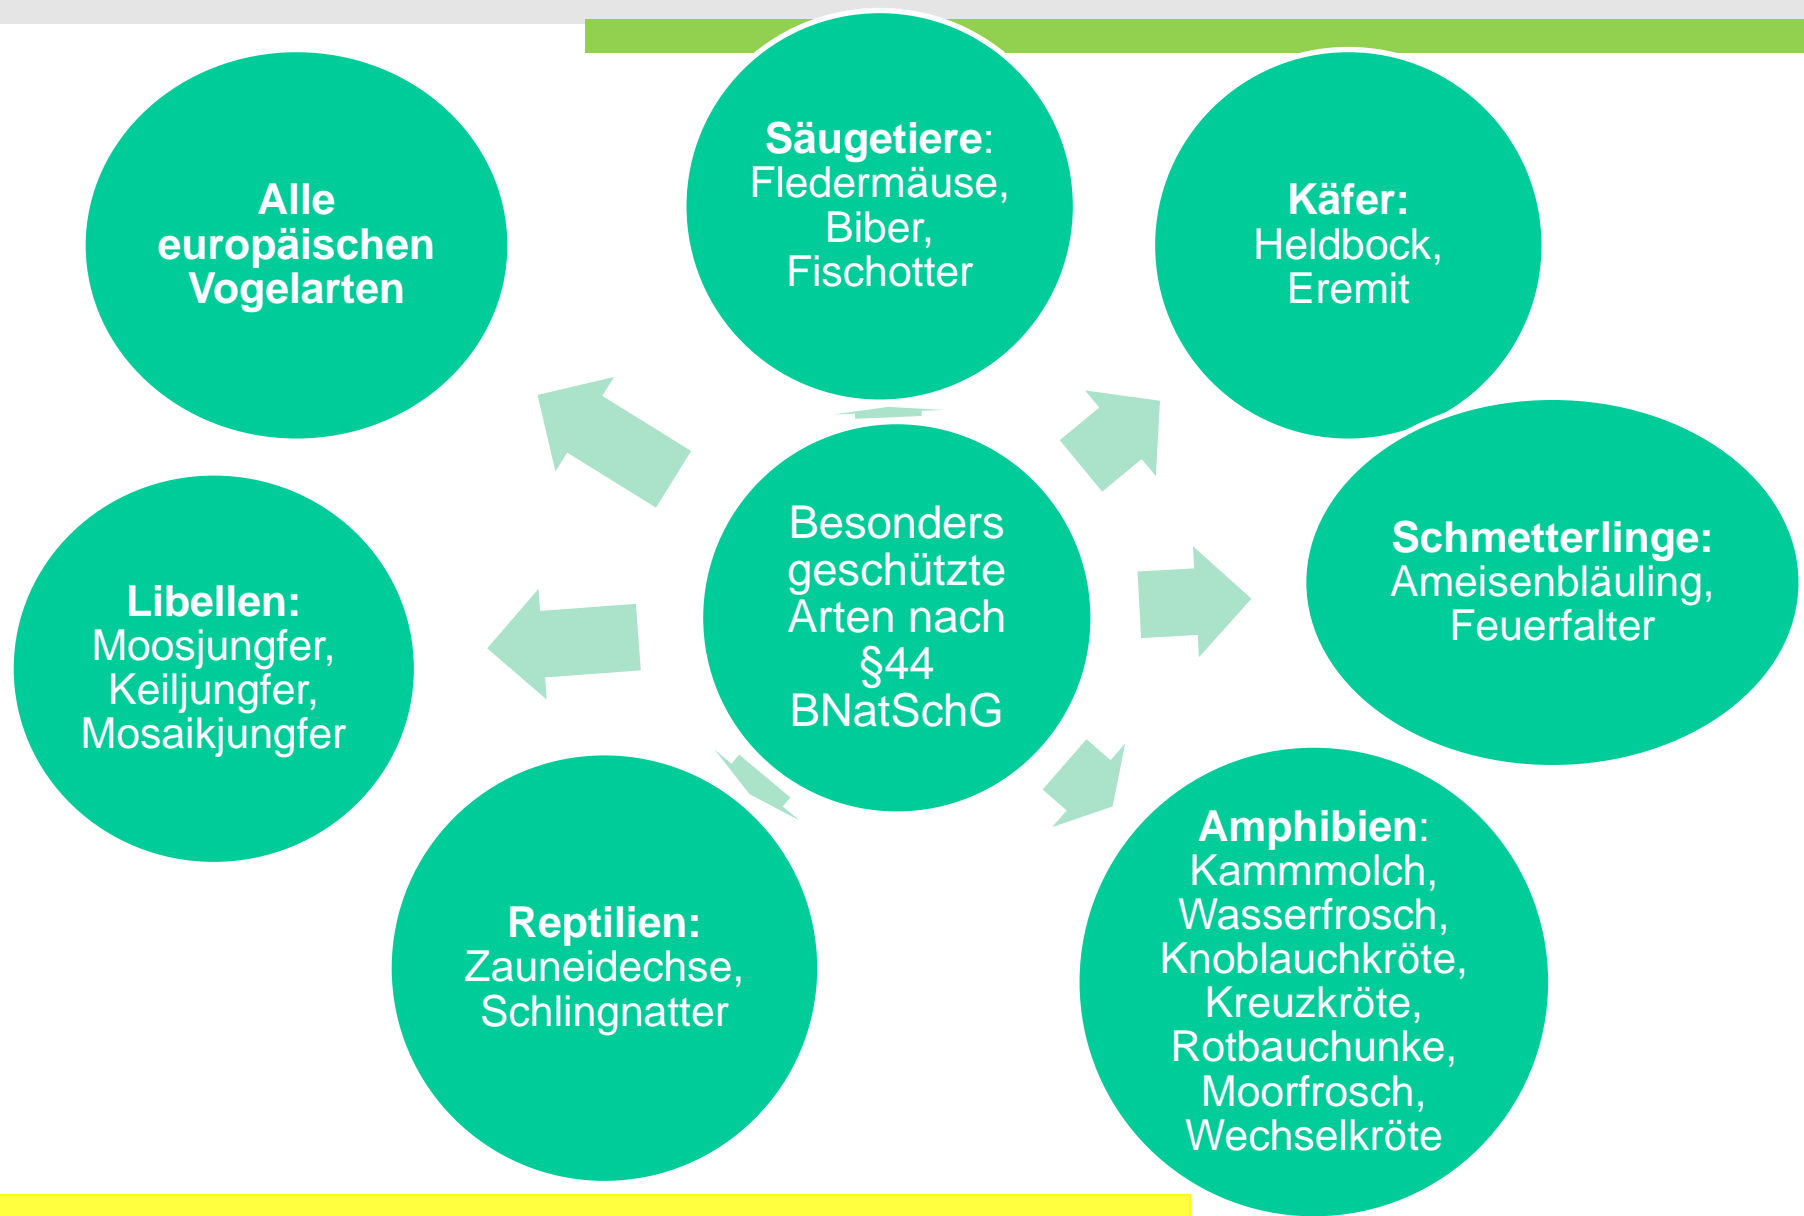 Säugetiere:
Fledermäuse,
Biber,
Fischotter
Alle
europäischen
Vogelarten
Käfer:
Heldbock,
Eremit
Besonders
geschützte
Arten nach
§44
BNatSchG
Schmetterlinge:
Ameisenbläuling,
Feuerfalter
Libellen:
Moosjungfer,
Keiljungfer,
Mosaikjungfer
Amphibien:
Kammmolch,
Wasserfrosch,
Knoblauchkröte,
Kreuzkröte,
Rotbauchunke,
Moorfrosch,
Wechselkröte
Reptilien:
Zauneidechse,
Schlingnatter